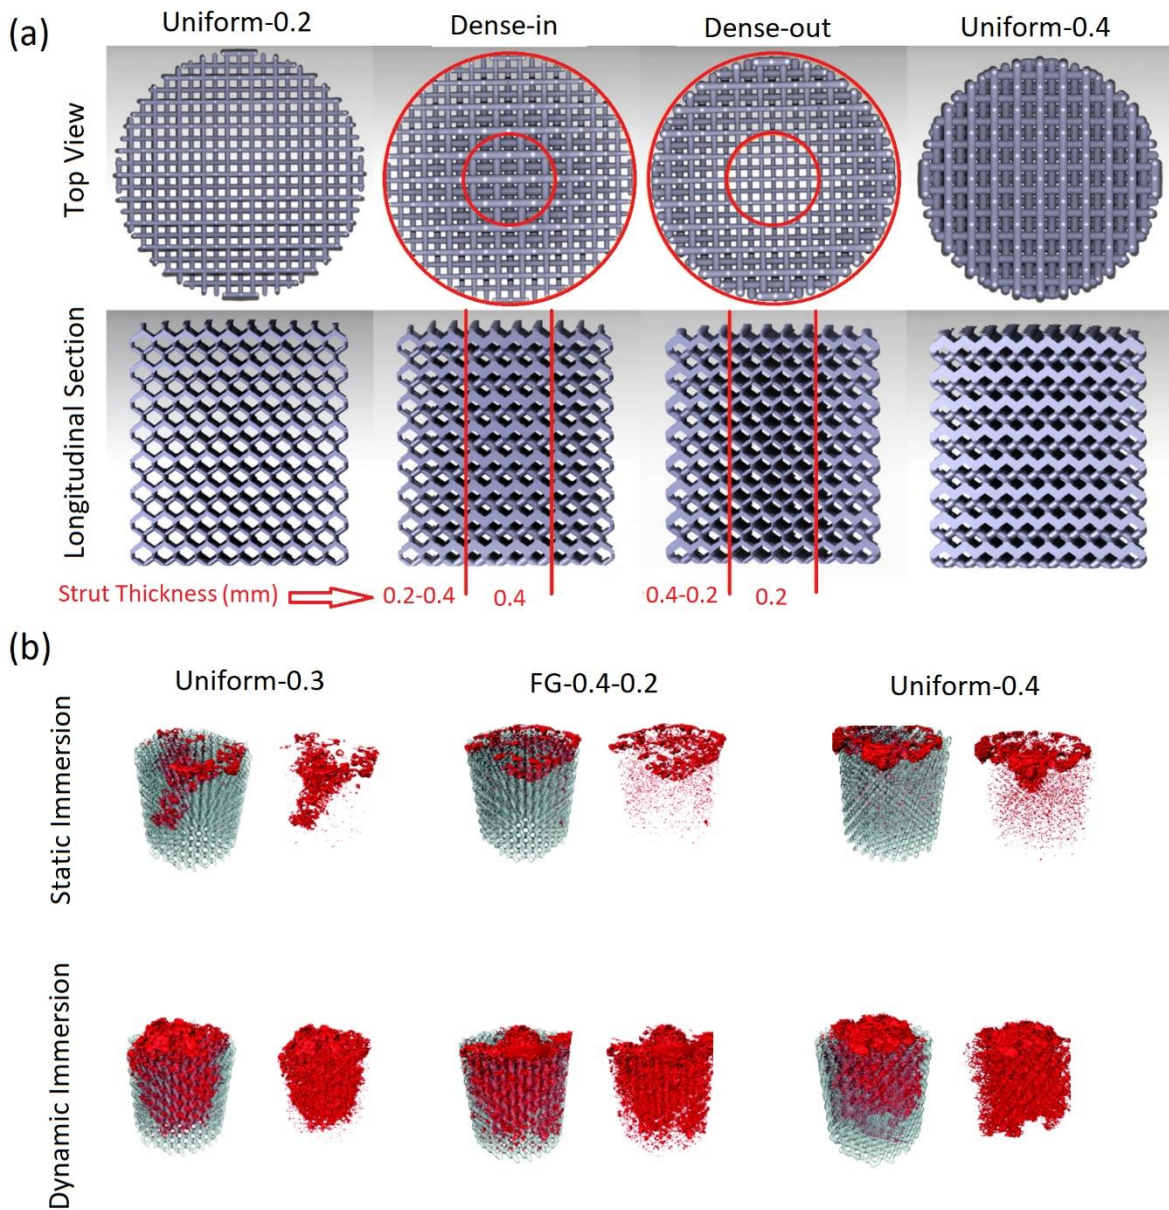 (a)
Uniform-0.2
Dense-in
Dense-out
Uniform-0.4
Top View
Longitudinal Section
Strut Thickness (mm)
0.2-0.4
0.4
0.4-0.2
0.2
(b)
Uniform-0.3
FG-0.4-0.2
Uniform-0.4
Static Immersion
Dynamic Immersion